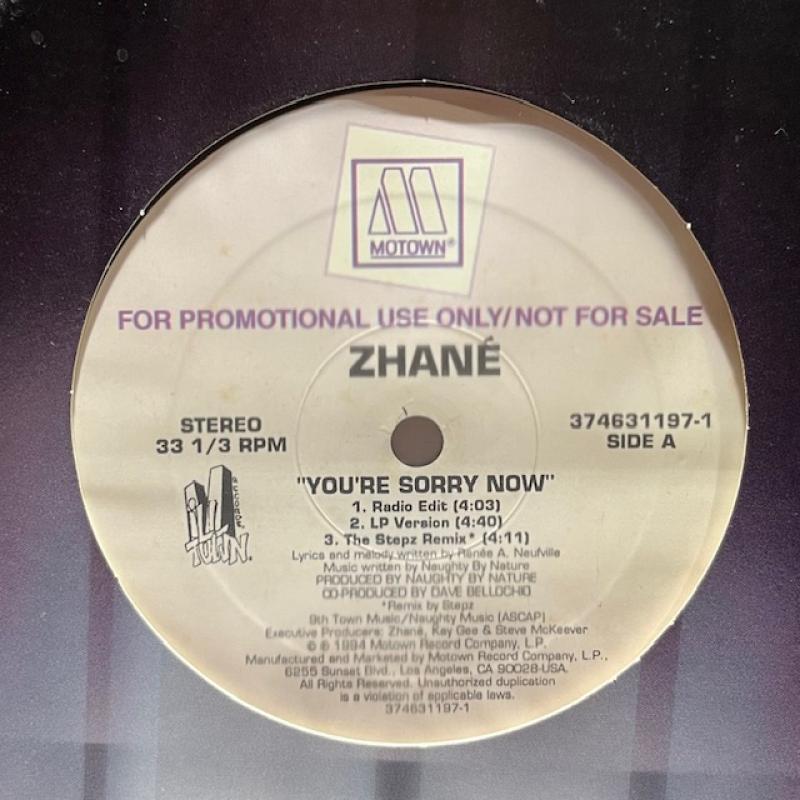 MOTOWN®
FOR PROMOTIONAL USE ONLY/NOT FOR SALE
ZHANÉ
STEREO
33 1/3 RPM
374631197-1
SIDE A
ill TOWN. RECORDS
"YOU'RE SORRY NOW"
1. Radio Edit (4:03)
2. LP Version (4:40)
3. The Stepz Remix* (4:11)
Lyrics and melody written by Renée A. Neufville
Music written by Naughty By Nature
PRODUCED BY NAUGHTY BY NATURE
CO-PRODUCED BY DAVE BELLOCHIO
*Remix by Stepz
9th Town Music/Naughty Music (ASCAP)
Executive Producers: Zhané, Kay Gee & Steve McKeever
© ℗ 1994 Motown Record Company, L.P.
Manufactured and Marketed by Motown Record Company, L.P.,
6255 Sunset Blvd., Los Angeles, CA 90028-USA.
All Rights Reserved. Unauthorized duplication
is a violation of applicable laws.
374631197-1